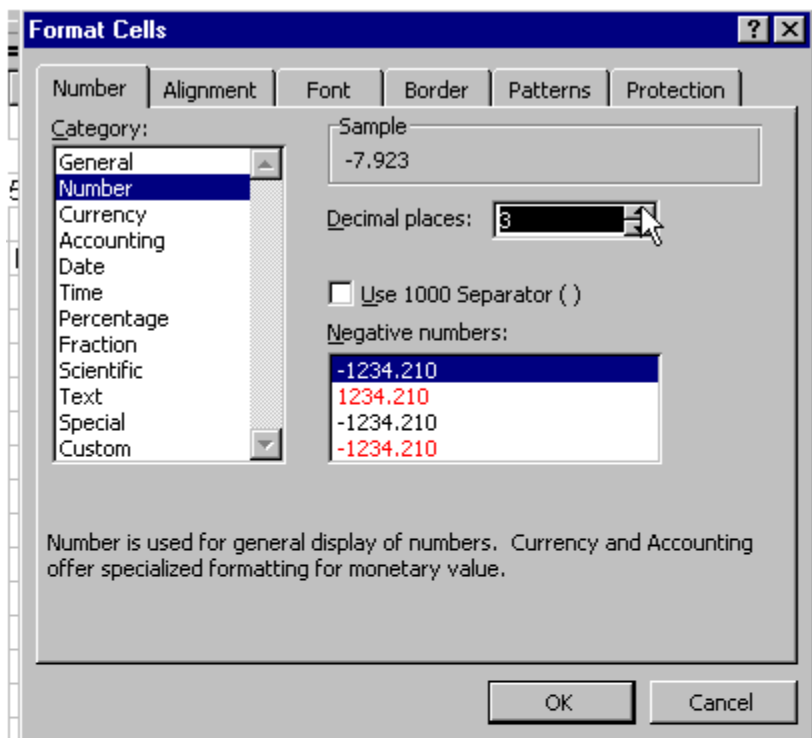 Format Cells
Number Alignment Font Border Patterns Protection
Category:
General
Number
Currency
Accounting
Date
Time
Percentage
Fraction
Scientific
Text
Special
Custom
Sample
-7.923
Decimal places: 3
Use 1000 Separator ( )
Negative numbers:
-1234.210
1234.210
-1234.210
-1234.210
Number is used for general display of numbers.  Currency and Accounting
offer specialized formatting for monetary value.
OK Cancel